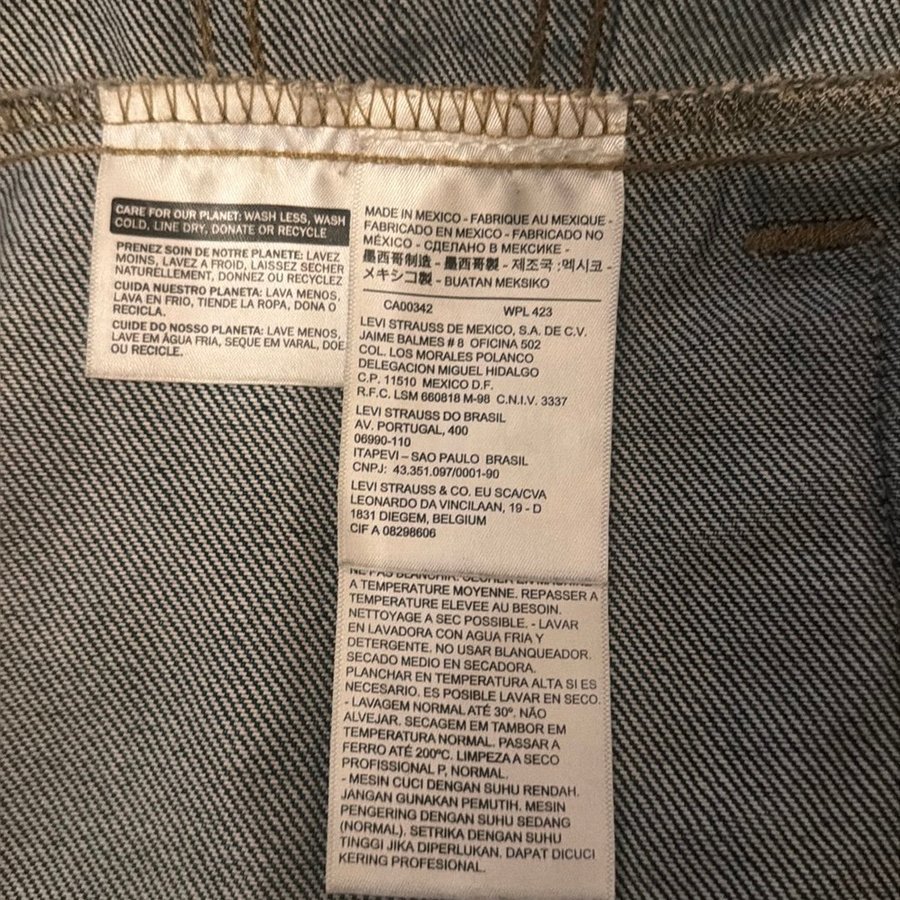 CARE FOR OUR PLANET: WASH LESS, WASH
COLD, LINE DRY, DONATE OR RECYCLE
PRENEZ SOIN DE NOTRE PLANETE: LAVEZ
MOINS, LAVEZ A FROID, LAISSEZ SECHER
NATURELLEMENT, DONNEZ OU RECYCLEZ
CUIDA NUESTRO PLANETA: LAVA MENOS,
LAVA EN FRIO, TIENDE LA ROPA, DONA O
RECICLA.
CUIDE DO NOSSO PLANETA: LAVE MENOS,
LAVE EM ÁGUA FRIA, SEQUE EM VARAL, DOE
OU RECICLE.
MADE IN MEXICO - FABRIQUE AU MEXIQUE -
FABRICADO EN MEXICO - FABRICADO NO
MÉXICO - СДЕЛАНО В МЕКСИКЕ -
墨西哥制造 - 墨西哥製 - 제조국 :멕시코 -
メキシコ製 - BUATAN MEKSIKO
CA00342 WPL 423
LEVI STRAUSS DE MEXICO, S.A. DE C.V.
JAIME BALMES # 8 OFICINA 502
COL. LOS MORALES POLANCO
DELEGACION MIGUEL HIDALGO
C.P. 11510 MEXICO D.F.
R.F.C. LSM 660818 M-98 C.N.I.V. 3337
LEVI STRAUSS DO BRASIL
AV. PORTUGAL, 400
06990-110
ITAPEVI – SAO PAULO BRASIL
CNPJ: 43.351.097/0001-90
LEVI STRAUSS & CO. EU SCA/CVA
LEONARDO DA VINCILAAN, 19 - D
1831 DIEGEM, BELGIUM
CIF A 08298606
NE PAS BLANCHIR.
A TEMPERATURE MOYENNE. REPASSER A
TEMPERATURE ELEVEE AU BESOIN.
NETTOYAGE A SEC POSSIBLE. - LAVAR
EN LAVADORA CON AGUA FRIA Y
DETERGENTE. NO USAR BLANQUEADOR.
SECADO MEDIO EN SECADORA.
PLANCHAR EN TEMPERATURA ALTA SI ES
NECESARIO. ES POSIBLE LAVAR EN SECO.
- LAVAGEM NORMAL ATÉ 30º. NÃO
ALVEJAR. SECAGEM EM TAMBOR EM
TEMPERATURA NORMAL. PASSAR A
FERRO ATÉ 200ºC. LIMPEZA A SECO
PROFISSIONAL P, NORMAL.
- MESIN CUCI DENGAN SUHU RENDAH.
JANGAN GUNAKAN PEMUTIH. MESIN
PENGERING DENGAN SUHU SEDANG
(NORMAL). SETRIKA DENGAN SUHU
TINGGI JIKA DIPERLUKAN. DAPAT DICUCI
KERING PROFESIONAL.